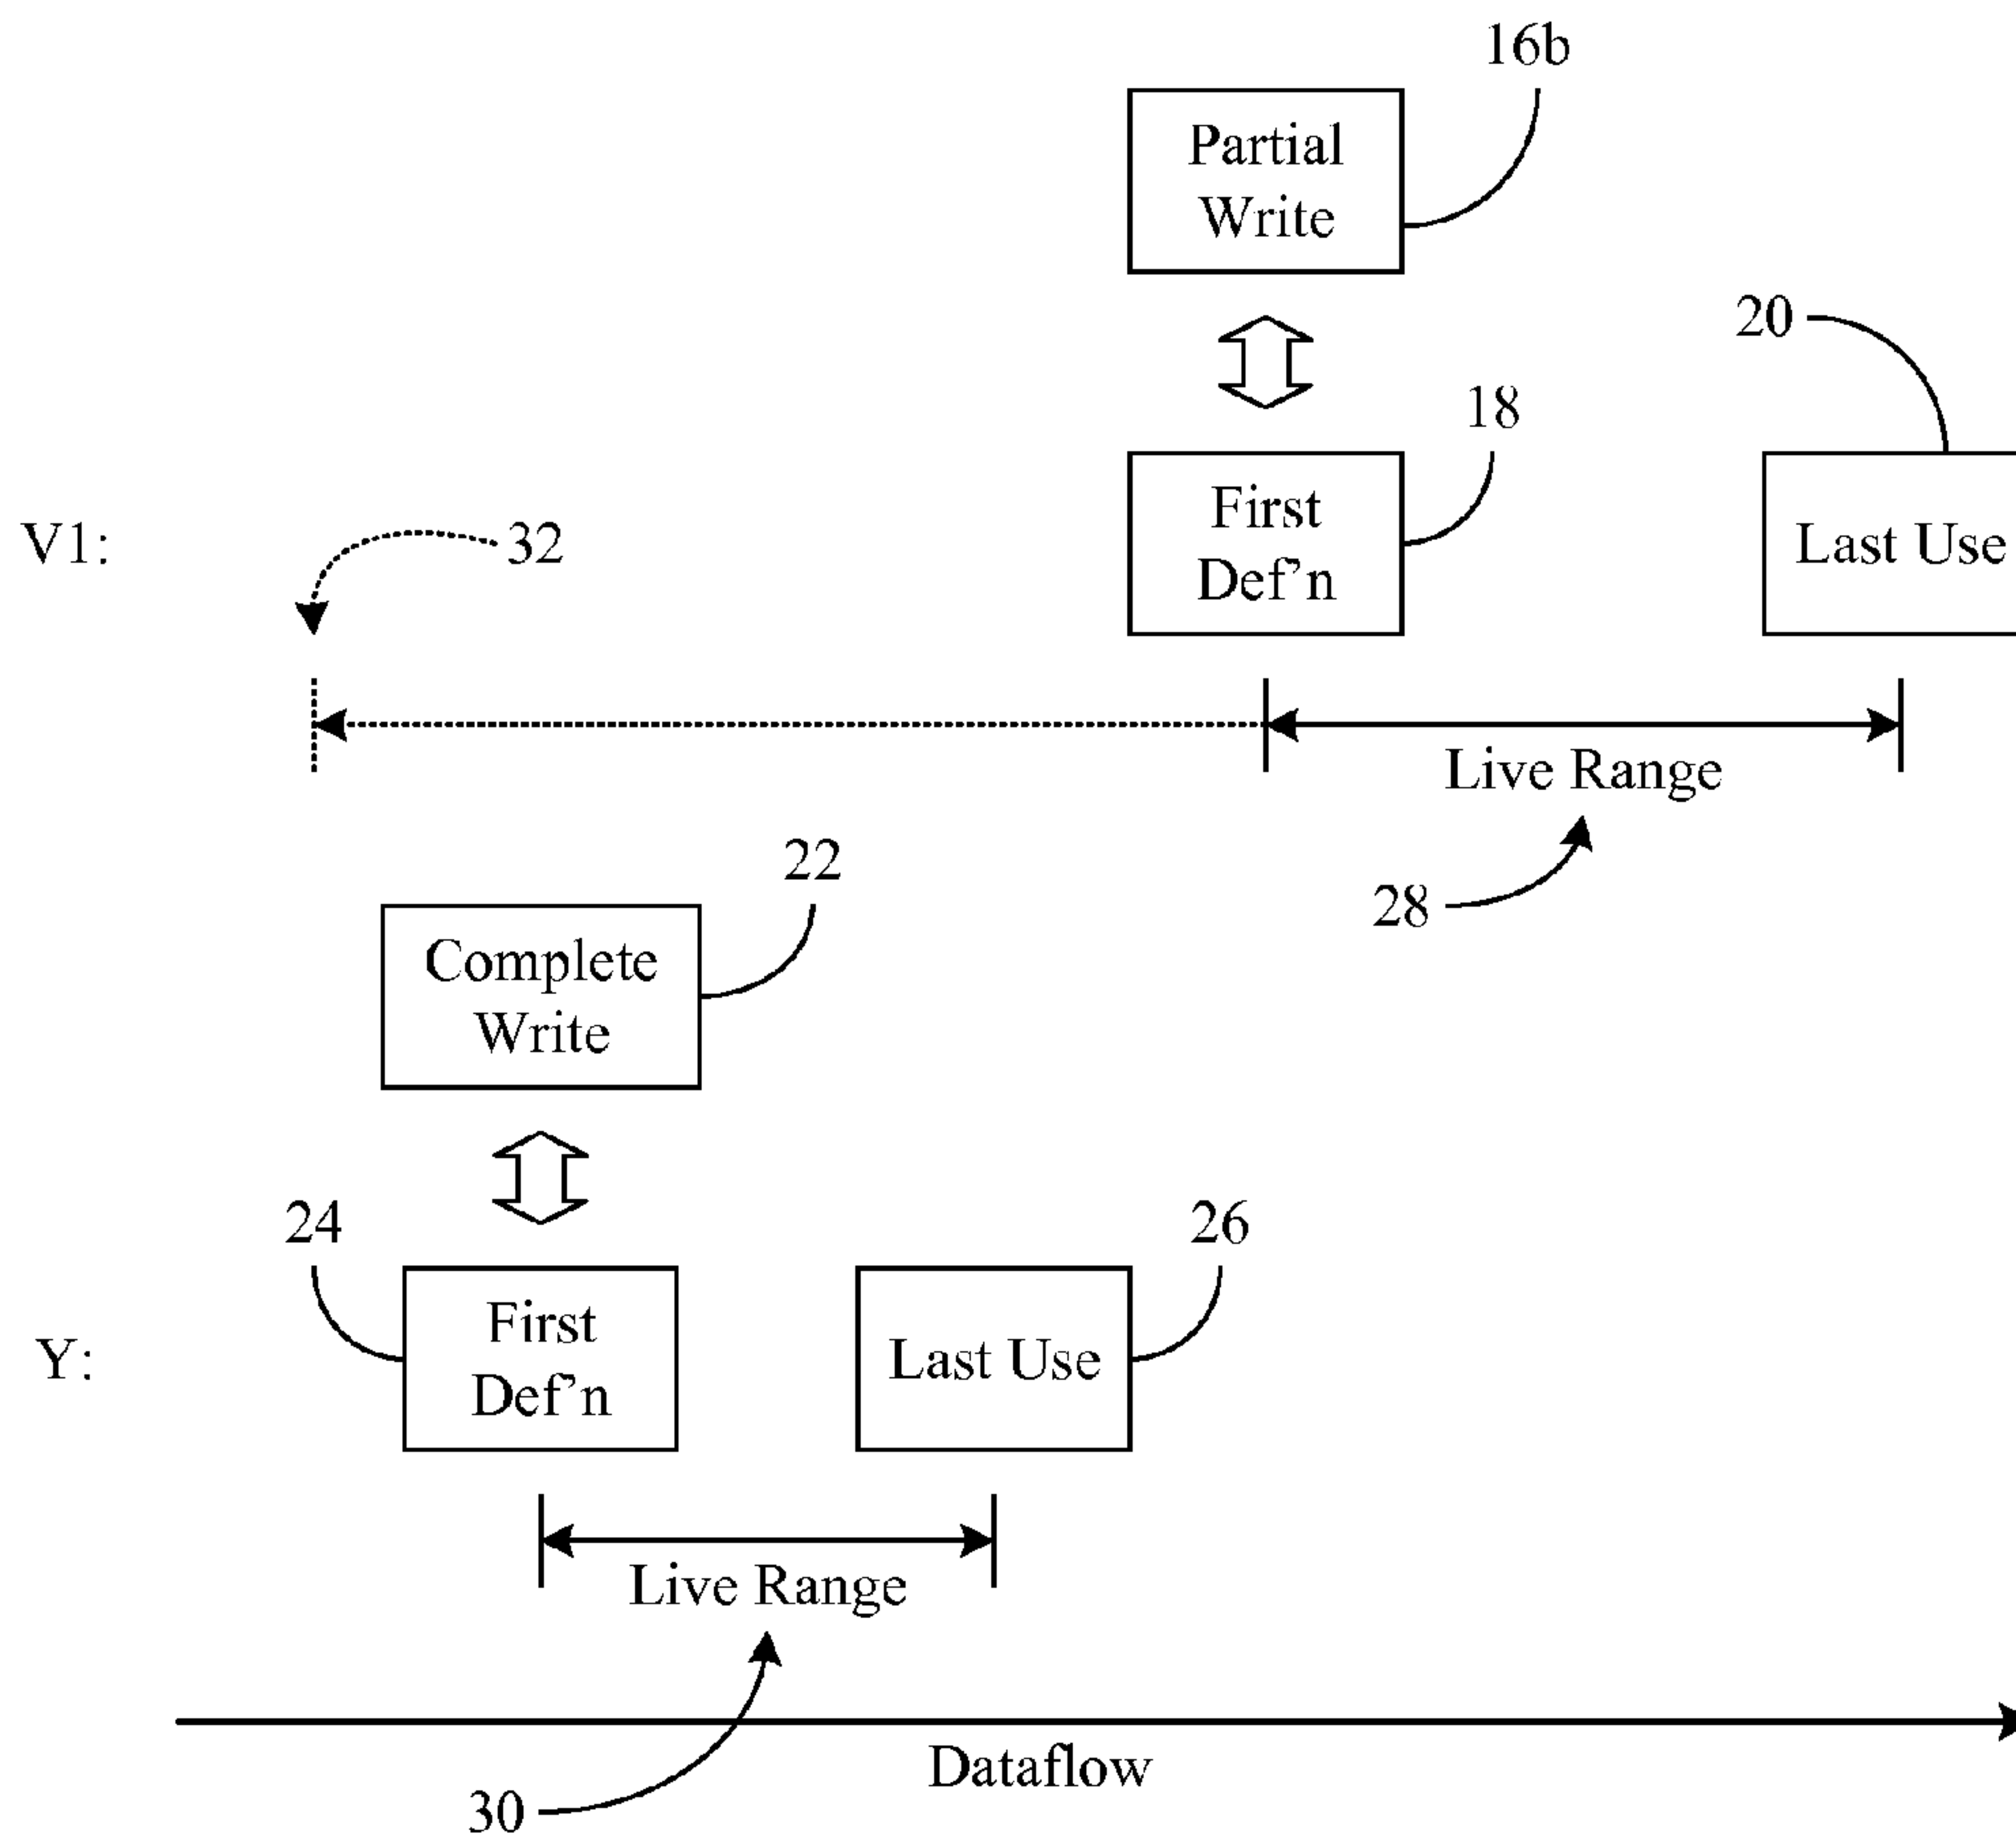 16b
Partial
Write
20
18
V1:
32
First
Def’n
Last Use
Live Range
22
28
Complete
Write
24
26
Y:
First
Def’n
Last Use
Live Range
Dataflow
30